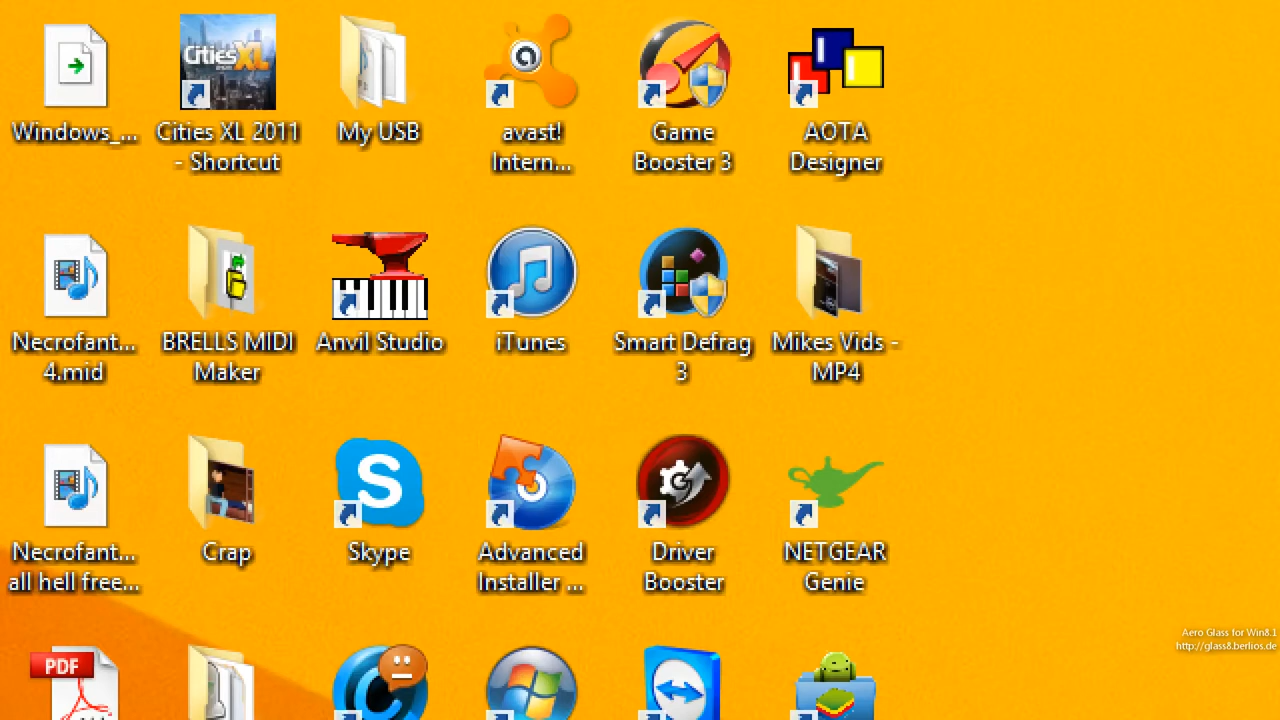 Cities XL
Windows_...
Cities XL 2011
- Shortcut
My USB
avast!
Intern...
Game
Booster 3
AOTA
Designer
Necrofant...
4.mid
BRELLS MIDI
Maker
Anvil Studio
iTunes
Smart Defrag
3
Mikes Vids -
MP4
S
Necrofant...
all hell free...
Crap
Skype
Advanced
Installer ...
Driver
Booster
NETGEAR
Genie
Aero Glass for Win8.1
http://glass8.berlios.de
PDF